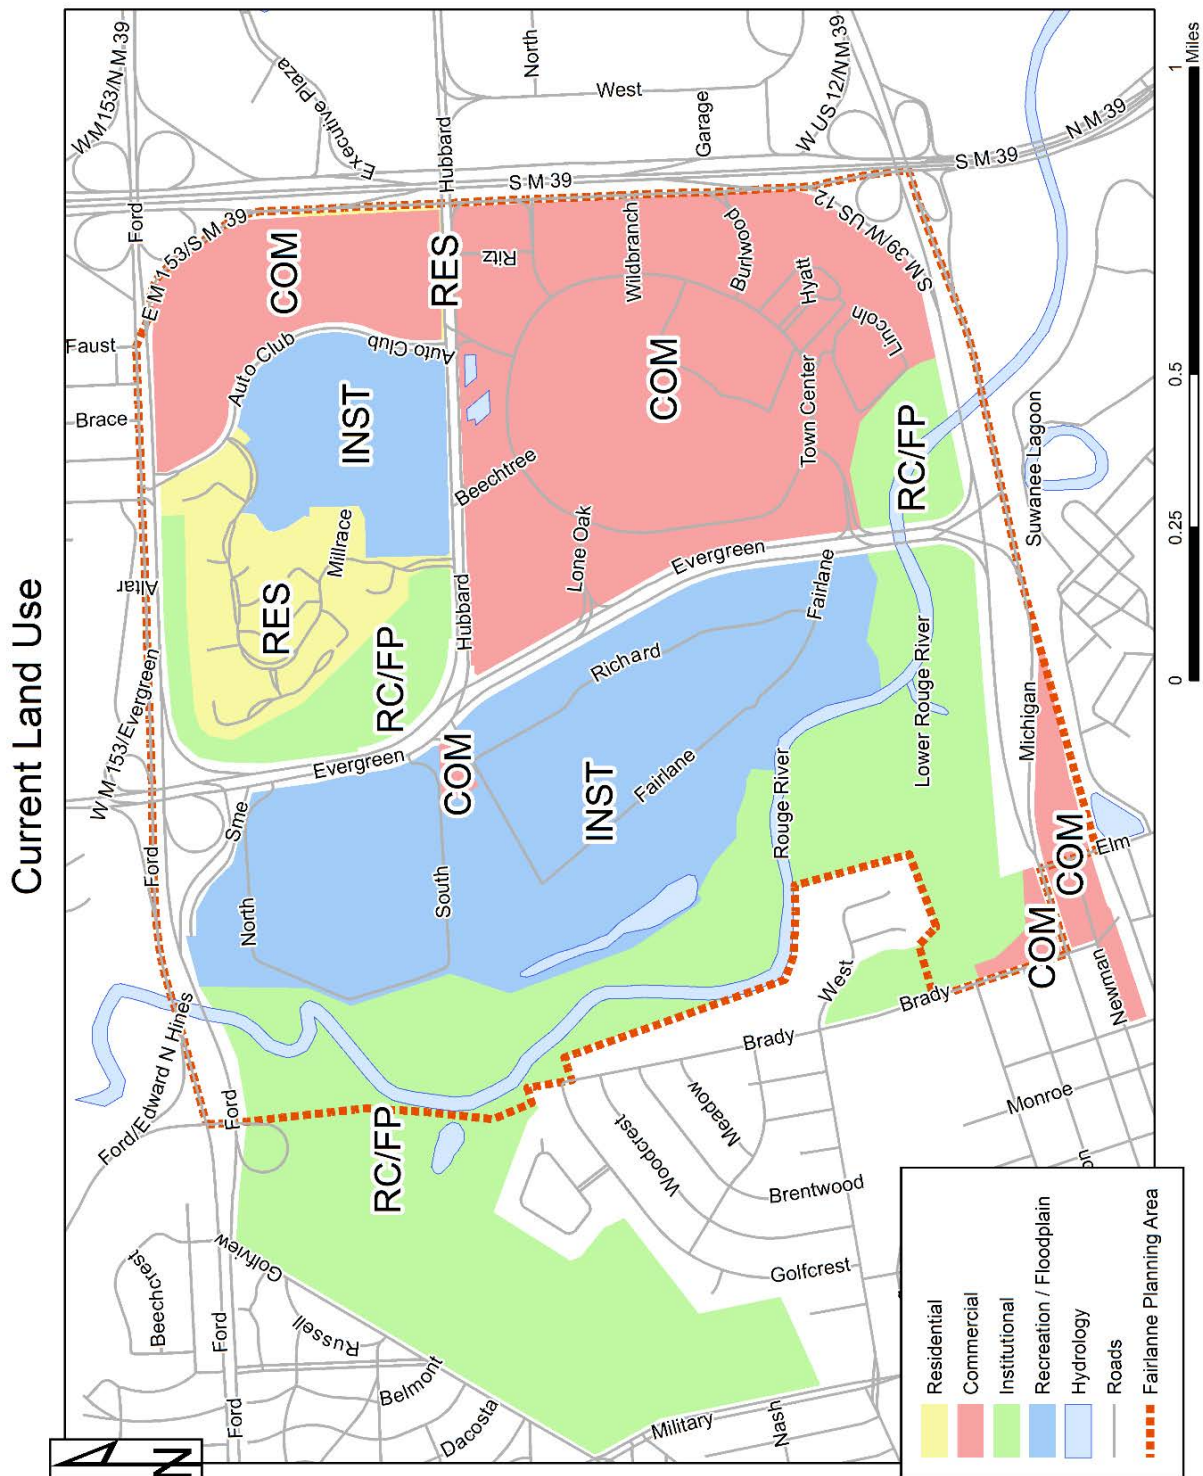 Current Land Use
W M 153/N M 39
Executive Plaza
North
West
Garage
W US 12/N M 39
N M 39
S M 39
S M 39
Hubbard
Ford
E M 153/S M 39
Faust
Brace
COM
RES
Ritz
Wildbranch
Burlwood
Hyatt
S M 39/W US 12
Lincoln
Auto Club
Auto Club
INST
COM
Town Center
RC/FP
Beechtree
Lone Oak
Suwanee Lagoon
Altar
Millrace
RES
Hubbard
Evergreen
Fairlane
RC/FP
Richard
Lower Rouge River
Michigan
W M 153/Evergreen
Evergreen
COM
INST
Fairlane
Rouge River
Ford
Sme
North
South
Elm
COM
COM
West
Brady
Newman
Ford/Edward N Hines
Ford
Brady
RC/FP
Meadow
Woodcrest
Monroe
on
Brentwood
Golfcrest
Beechcrest
Golfview
Ford
Russell
Belmont
Ford
Dacosta
Military
Nash
N
Residential
Commercial
Institutional
Recreation / Floodplain
Hydrology
Roads
Fairlanne Planning Area
0
0.25
0.5
1
Miles